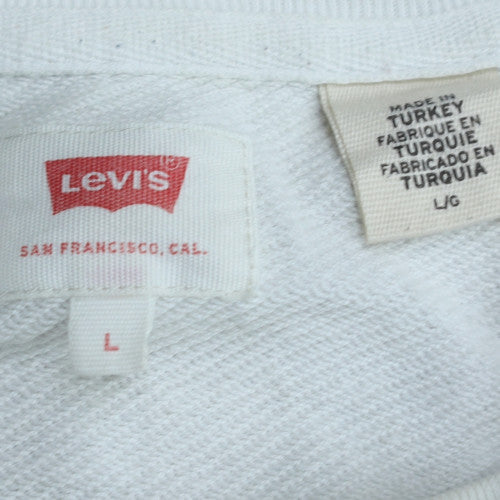 LEVI'S
®
SAN FRANCISCO, CAL.
L
MADE IN
TURKEY
FABRIQUE EN
TURQUIE
FABRICADO EN
TURQUIA
L/G